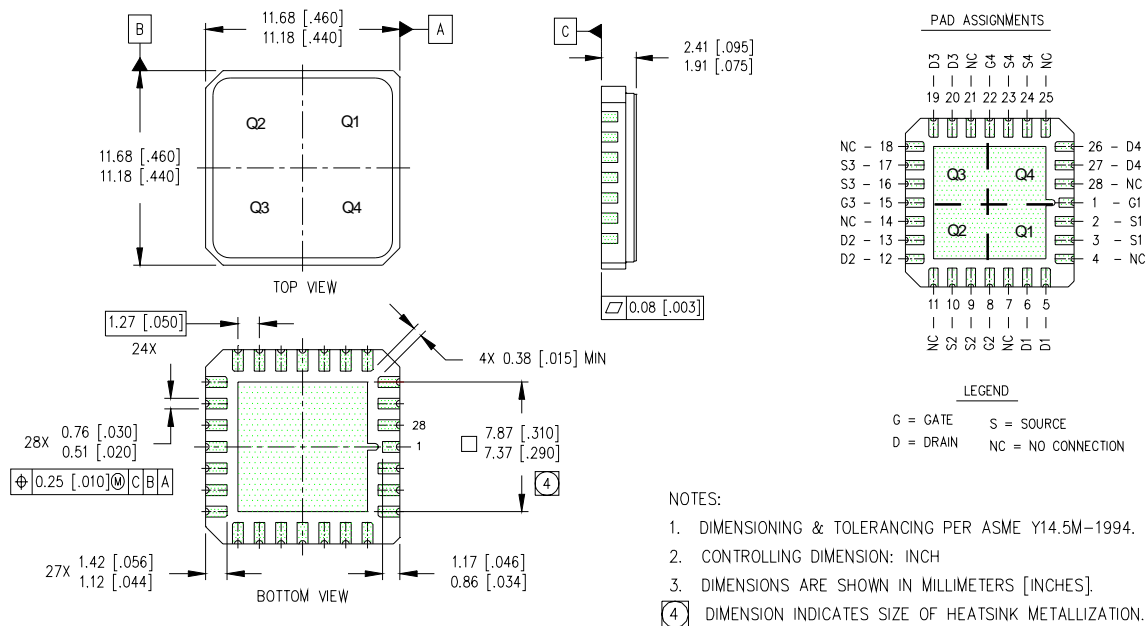 11.68 [.460]
11.18 [.440]
B
A
11.68 [.460]
11.18 [.440]
Q2
Q1
Q3
Q4
TOP VIEW
C
2.41 [.095]
1.91 [.075]
⏥ 0.08 [.003]
PAD ASSIGNMENTS
D3 D3 NC G4 S4 S4 NC
19 20 21 22 23 24 25
NC - 18
S3 - 17
S3 - 16
G3 - 15
NC - 14
D2 - 13
D2 - 12
Q3
Q4
Q2
Q1
26 - D4
27 - D4
28 - NC
1 - G1
2 - S1
3 - S1
4 - NC
11 10 9 8 7 6 5
NC S2 S2 G2 NC D1 D1
LEGEND
G = GATE S = SOURCE
D = DRAIN NC = NO CONNECTION
1.27 [.050]
24X
4X 0.38 [.015] MIN
28X 0.76 [.030]
0.51 [.020]
⌖ 0.25 [.010] Ⓜ C B A
28
1
7.87 [.310]
7.37 [.290]
4
27X 1.42 [.056]
1.12 [.044]
1.17 [.046]
0.86 [.034]
BOTTOM VIEW
NOTES:
1. DIMENSIONING & TOLERANCING PER ASME Y14.5M-1994.
2. CONTROLLING DIMENSION: INCH
3. DIMENSIONS ARE SHOWN IN MILLIMETERS [INCHES].
4 DIMENSION INDICATES SIZE OF HEATSINK METALLIZATION.